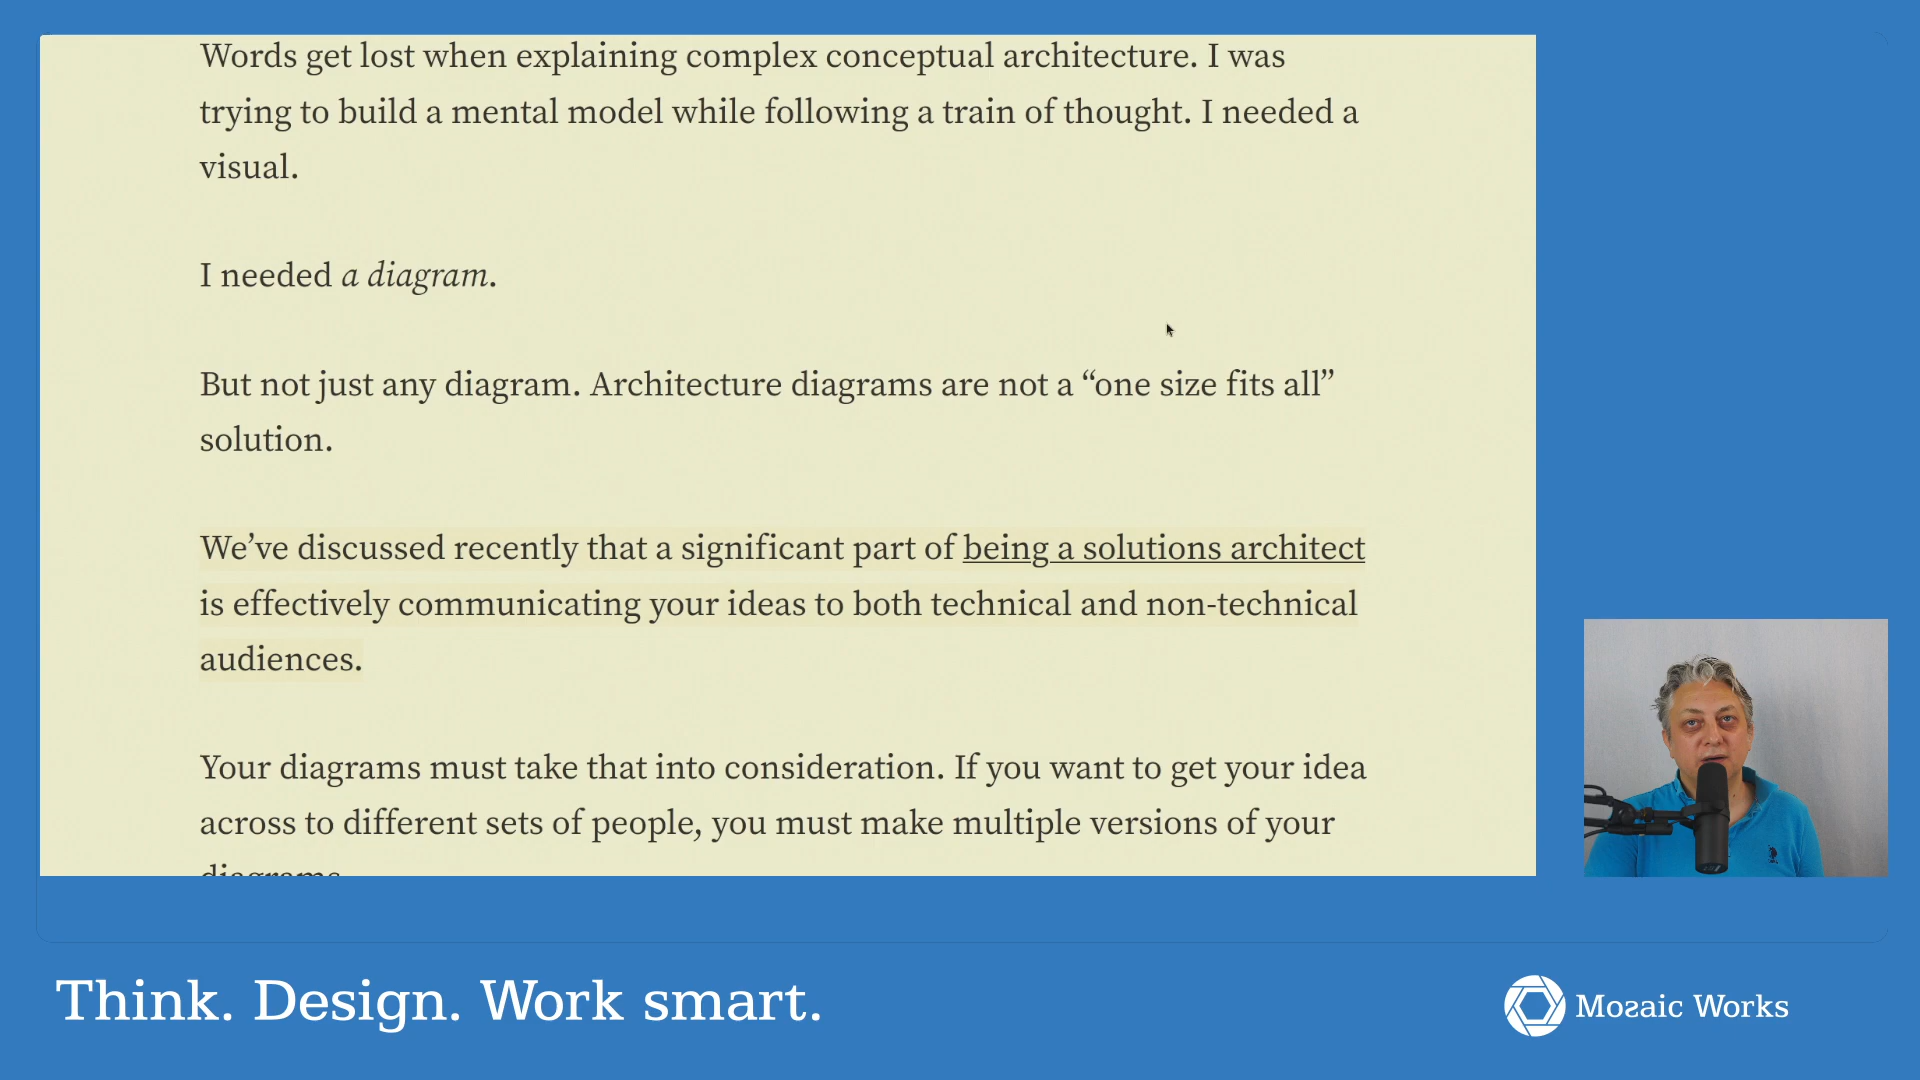 Words get lost when explaining complex conceptual architecture. I was
trying to build a mental model while following a train of thought. I needed a
visual.
I needed a diagram.
But not just any diagram. Architecture diagrams are not a “one size fits all”
solution.
We’ve discussed recently that a significant part of being a solutions architect
is effectively communicating your ideas to both technical and non-technical
audiences.
Your diagrams must take that into consideration. If you want to get your idea
across to different sets of people, you must make multiple versions of your
diagrams.
Think. Design. Work smart.
Mozaic Works